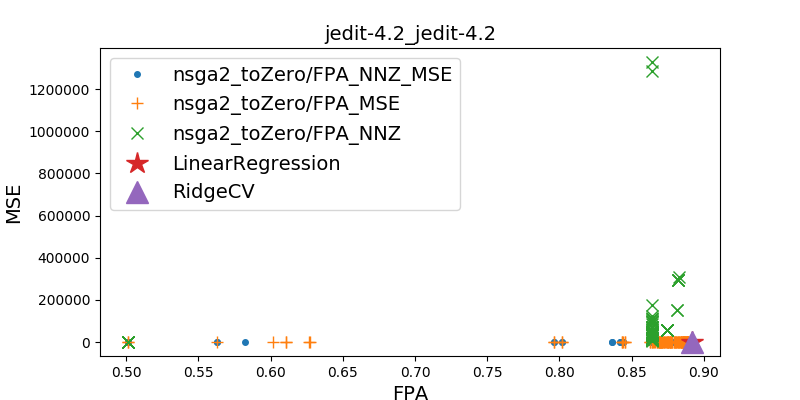 jedit-4.2_jedit-4.2
nsga2_toZero/FPA_NNZ_MSE
nsga2_toZero/FPA_MSE
nsga2_toZero/FPA_NNZ
LinearRegression
RidgeCV
MSE
1200000
1000000
800000
600000
400000
200000
0
0.50 0.55 0.60 0.65 0.70 0.75 0.80 0.85 0.90
FPA